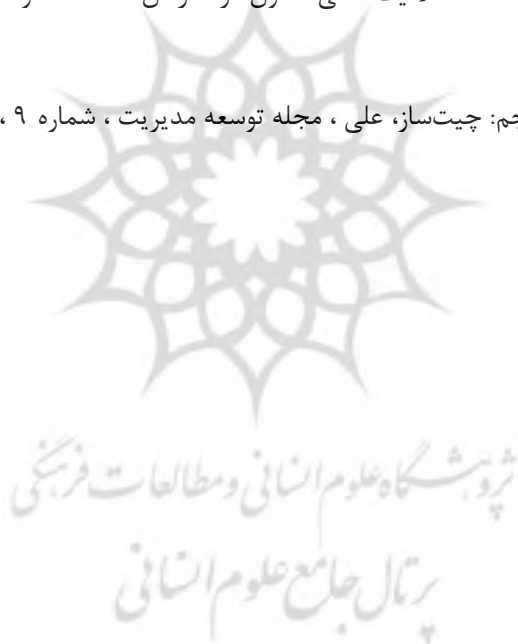 جم: چیت‌ساز، علی ، مجله توسعه مدیریت ، شماره ۹ ،
پژوهشگاه علوم انسانی و مطالعات فرهنگی
پرتال جامع علوم انسانی